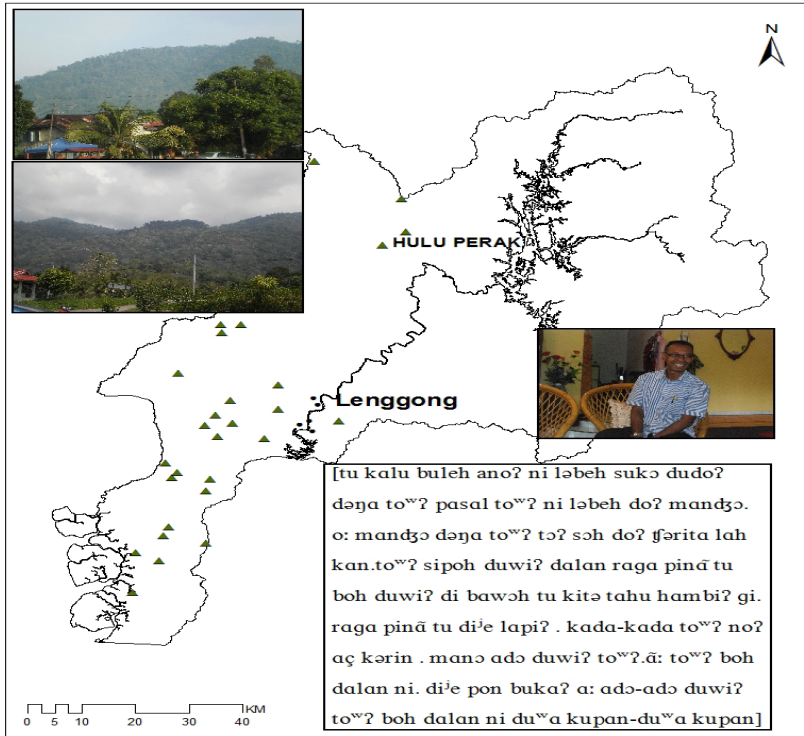 N
HULU PERAK
Lenggong
[tu kalu buleh anoʔ ni ləbeh sukɔ dudoʔ
dəŋa toʷʔ pasal toʷʔ ni ləbeh doʔ mandʒɔ.
o: mandʒɔ dəŋa toʷʔ tɔʔ sɔh doʔ ʧərita lah
kan.toʷʔ sipoh duwiʔ dalan raga pinã tu
boh duwiʔ di bawɔh tu kitə tahu hambiʔ gi.
raga pinã tu diʲe lapiʔ . kada-kada toʷʔ noʔ
aç kərin . manɔ adɔ duwiʔ toʷʔ.ã: toʷʔ boh
dalan ni. diʲe pon bukaʔ a: adɔ-adɔ duwiʔ
toʷʔ boh dalan ni duʷa kupan-duʷa kupan]
KM
0 5 10 20 30 40